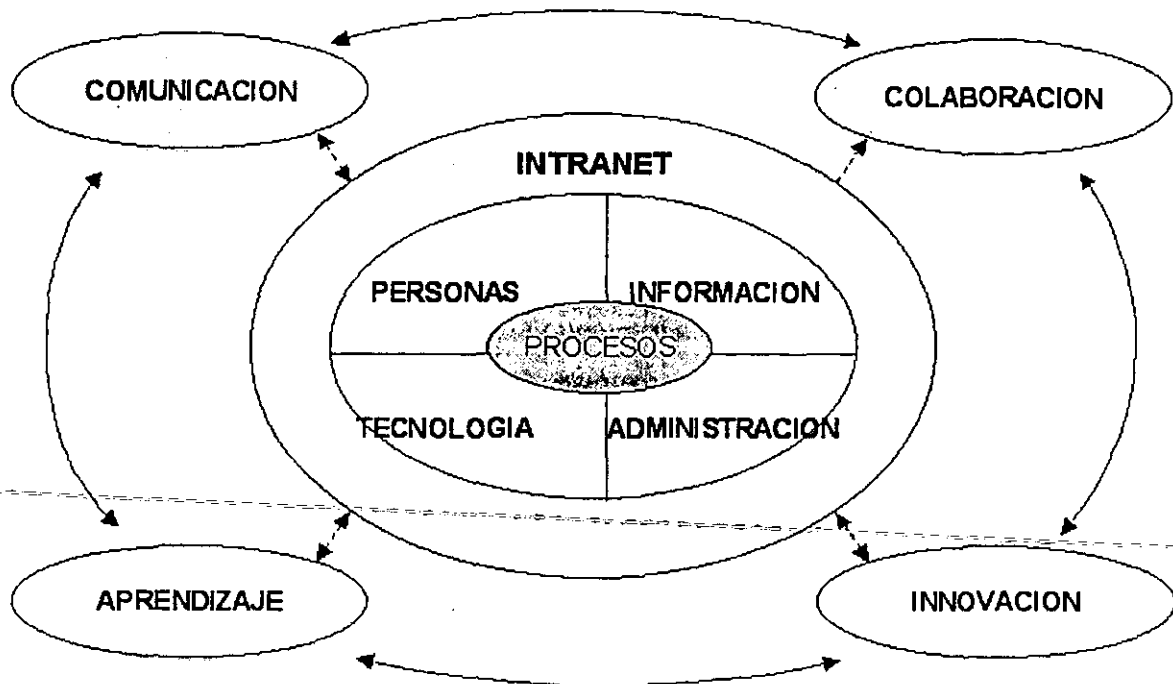 COMUNICACION
COLABORACION
INTRANET
PERSONAS
INFORMACION
PROCESOS
TECNOLOGIA
ADMINISTRACION
APRENDIZAJE
INNOVACION